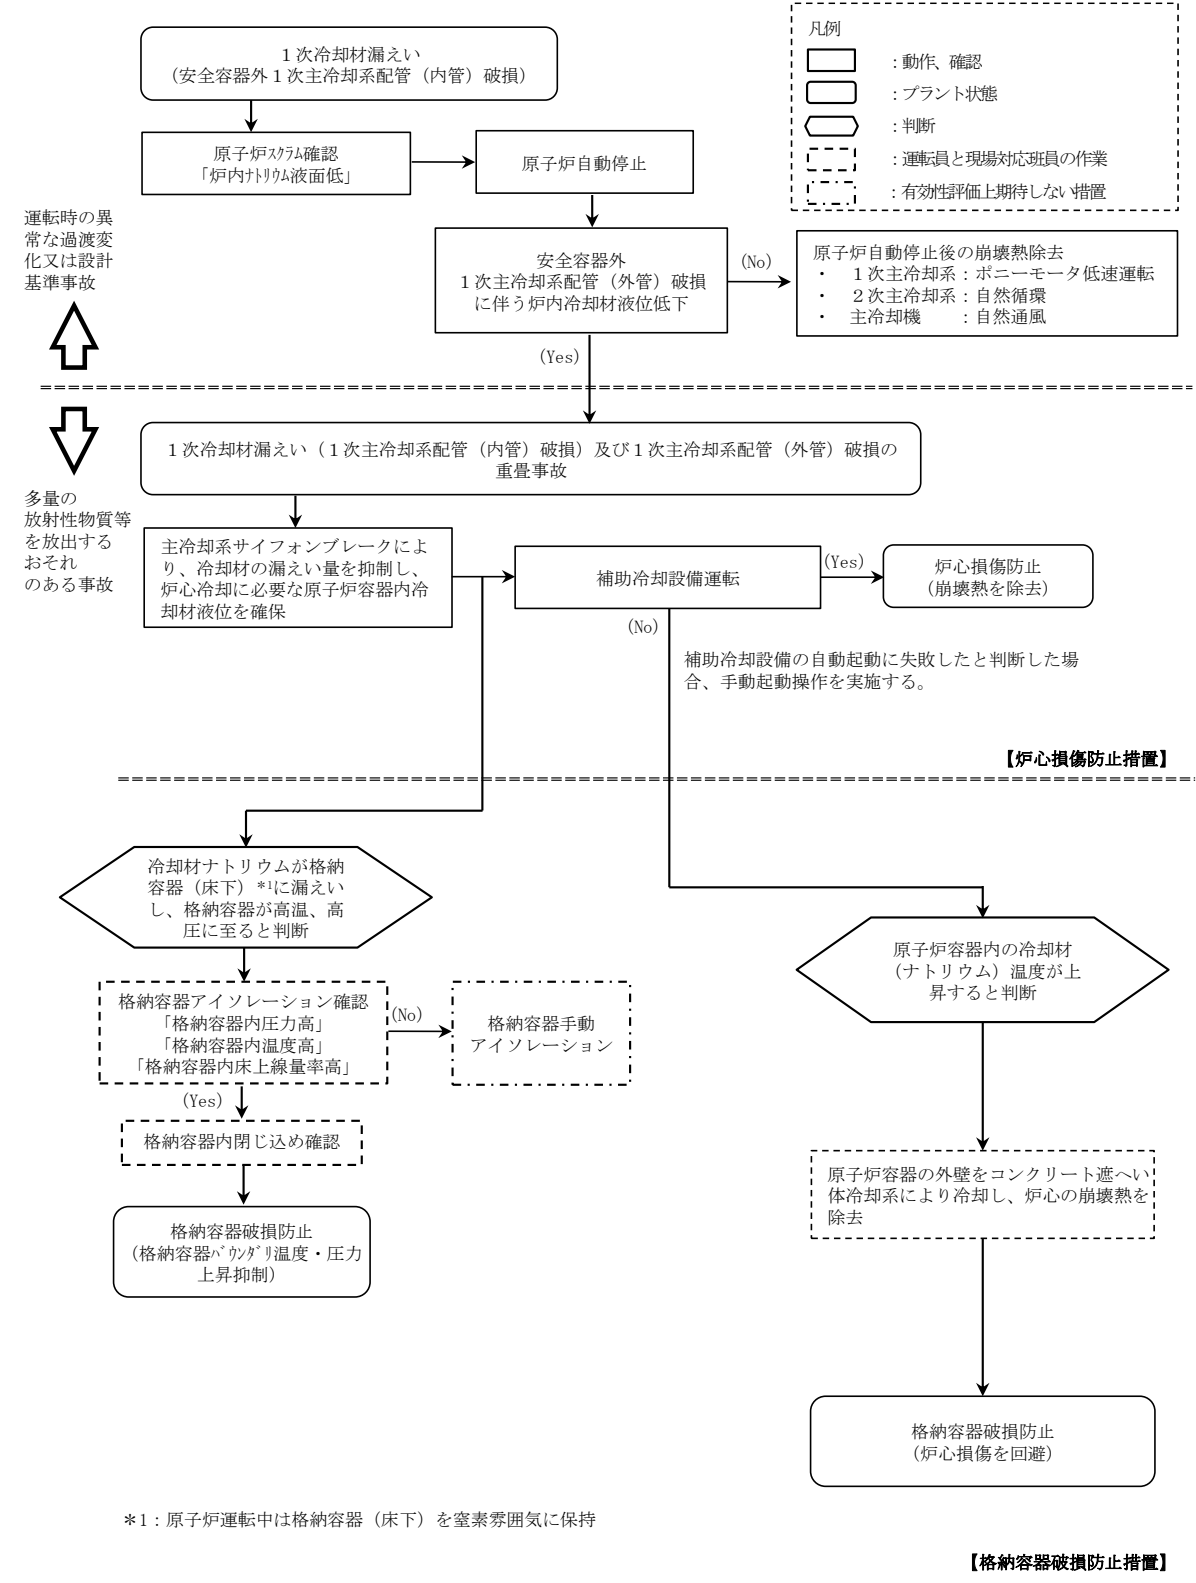 凡例
：動作、確認
：プラント状態
：判断
：運転員と現場対応班員の作業
：有効性評価上期待しない措置
１次冷却材漏えい
（安全容器外１次主冷却系配管（内管）破損）
原子炉ｽｸﾗﾑ確認
「炉内ﾅﾄﾘｳﾑ液面低」
原子炉自動停止
運転時の異
常な過渡変
化又は設計
基準事故
安全容器外
１次主冷却系配管（外管）破損
に伴う炉内冷却材液位低下
(No)
原子炉自動停止後の崩壊熱除去
・　１次主冷却系：ポニーモータ低速運転
・　２次主冷却系：自然循環
・　主冷却機　　：自然通風
(Yes)
１次冷却材漏えい（１次主冷却系配管（内管）破損）及び１次主冷却系配管（外管）破損の
重畳事故
多量の
放射性物質等
を放出する
おそれ
のある事故
主冷却系サイフォンブレークによ
り、冷却材の漏えい量を抑制し、
炉心冷却に必要な原子炉容器内冷
却材液位を確保
補助冷却設備運転
(Yes)
炉心損傷防止
（崩壊熱を除去）
(No)
補助冷却設備の自動起動に失敗したと判断した場
合、手動起動操作を実施する。
【炉心損傷防止措置】
冷却材ナトリウムが格納
容器（床下）*1に漏えい
し、格納容器が高温、高
圧に至ると判断
原子炉容器内の冷却材
（ナトリウム）温度が上
昇すると判断
格納容器アイソレーション確認
「格納容器内圧力高」
「格納容器内温度高」
「格納容器内床上線量率高」
(No)
格納容器手動
アイソレーション
(Yes)
格納容器内閉じ込め確認
原子炉容器の外壁をコンクリート遮へい
体冷却系により冷却し、炉心の崩壊熱を
除去
格納容器破損防止
（格納容器ﾊﾞｳﾝﾀﾞﾘ温度・圧力
上昇抑制）
格納容器破損防止
（炉心損傷を回避）
＊1：原子炉運転中は格納容器（床下）を窒素雰囲気に保持
【格納容器破損防止措置】